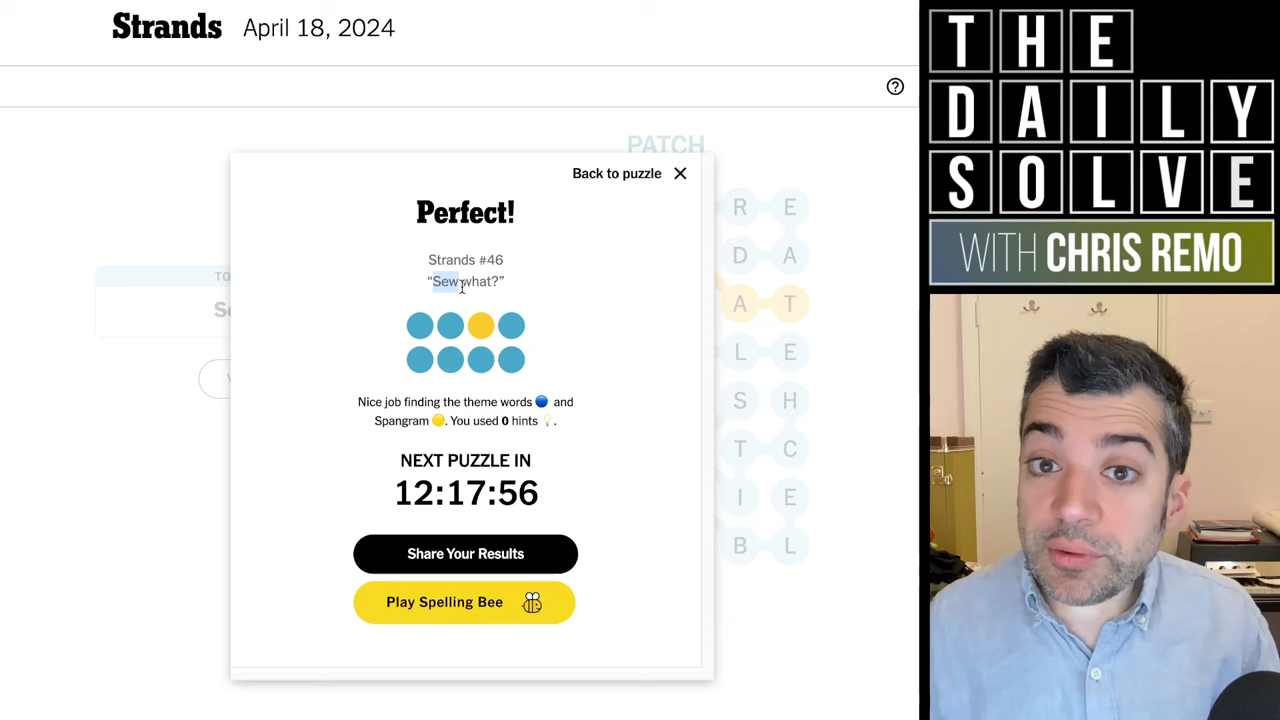 Strands April 18, 2024
?
PATCH
Back to puzzle ×
Perfect!
Strands #46
“Sew what?”
TO
S
Nice job finding the theme words and
Spangram. You used 0 hints.
NEXT PUZZLE IN
12:17:56
Share Your Results
Play Spelling Bee
R E
D A
A T
L E
S H
T C
I E
B L
THE
DAILY
SOLVE
WITH CHRIS REMO